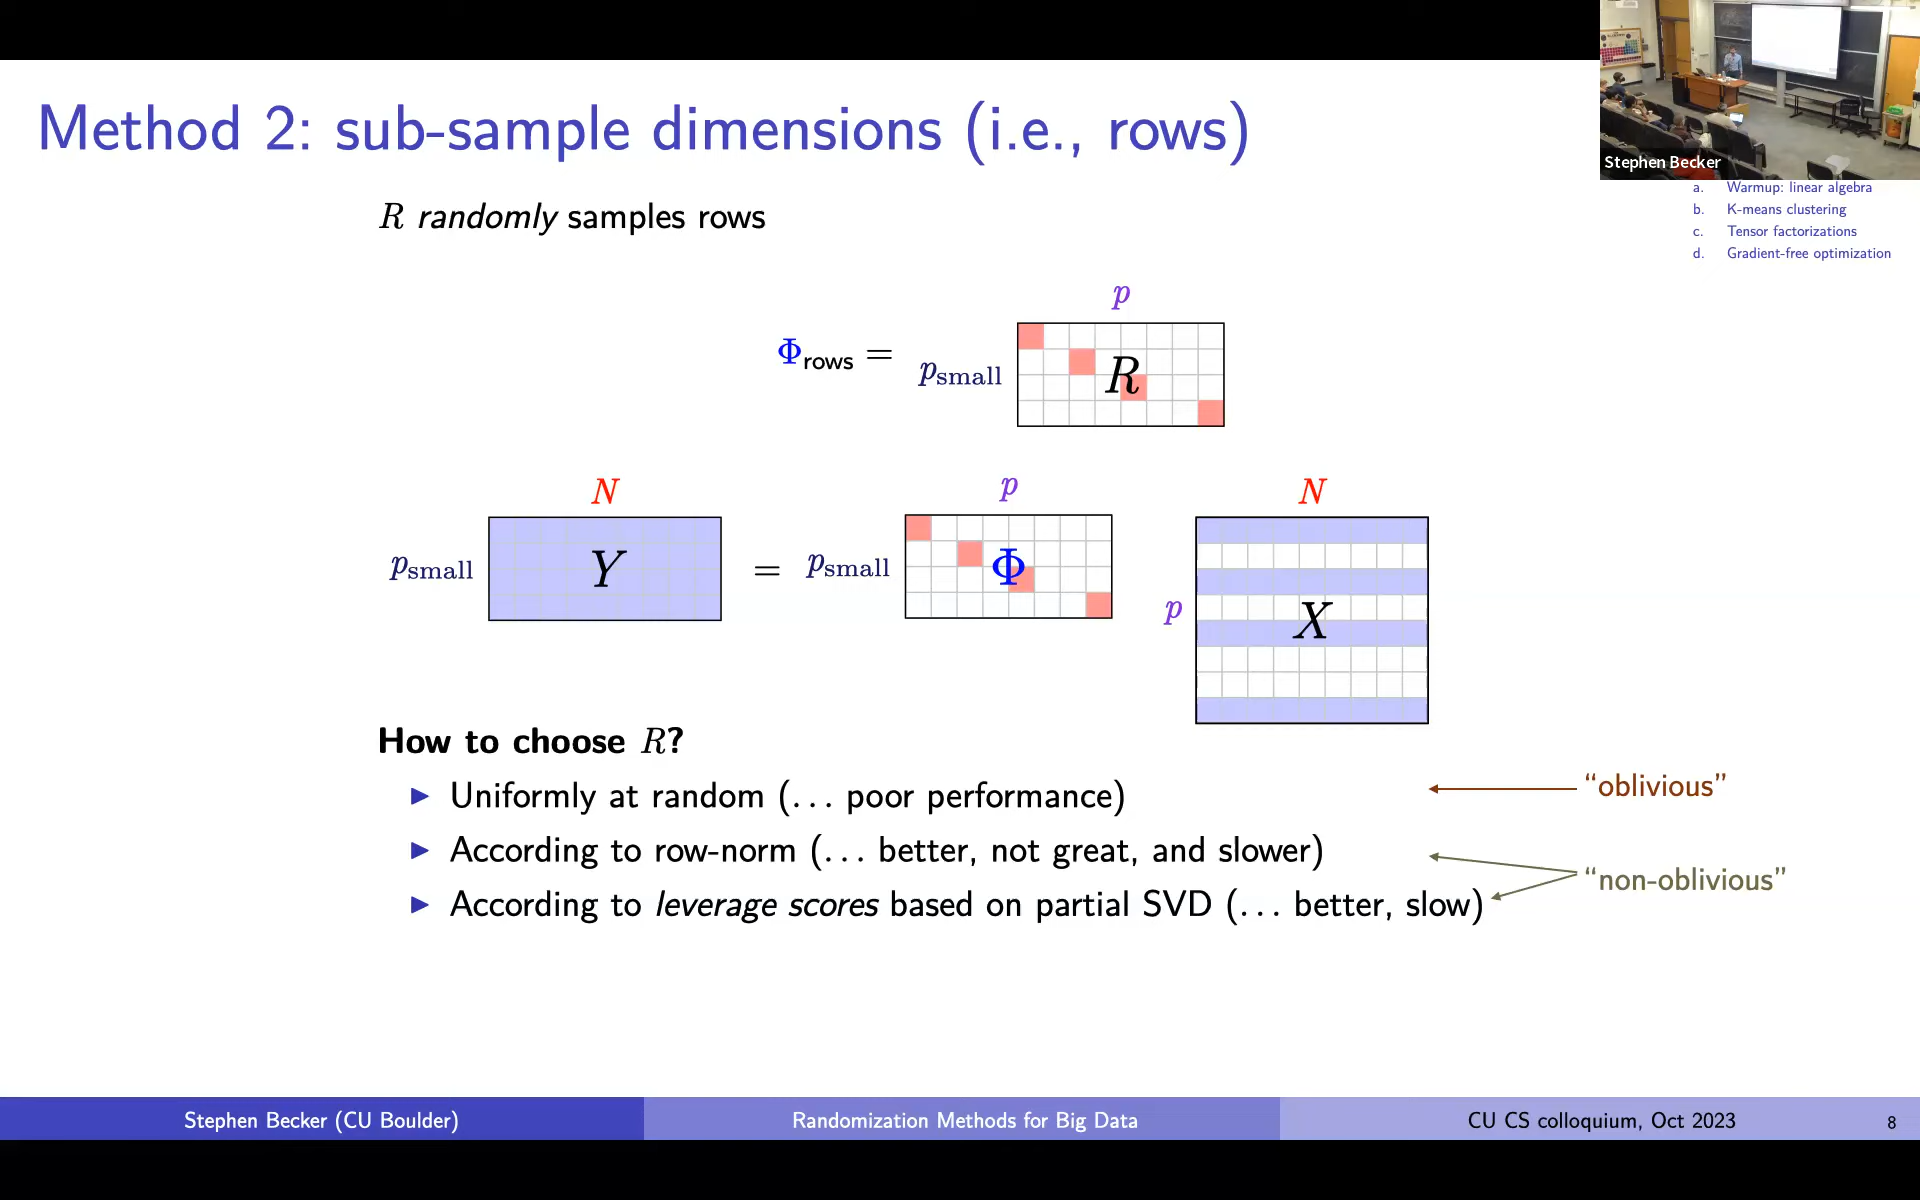 Method 2: sub-sample dimensions (i.e., rows)
Stephen Becker
a. Warmup: linear algebra
b. K-means clustering
c. Tensor factorizations
d. Gradient-free optimization
R randomly samples rows
p
Φrows = psmall R
N p N
psmall Y = psmall Φ p X
How to choose R?
▶ Uniformly at random (... poor performance)
"oblivious"
▶ According to row-norm (... better, not great, and slower)
"non-oblivious"
▶ According to leverage scores based on partial SVD (... better, slow)
Stephen Becker (CU Boulder) Randomization Methods for Big Data CU CS colloquium, Oct 2023 8